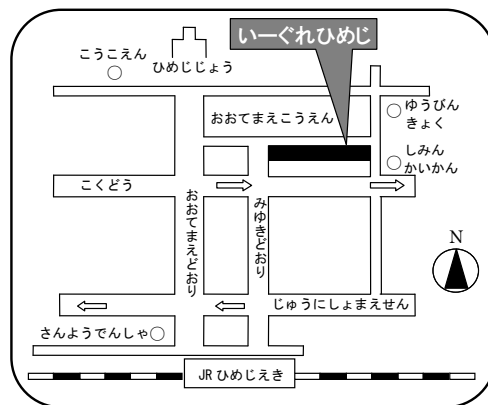 いーぐれひめじ
こうこえん
ひめじじょう
ゆうびん
きょく
おおてまえこうえん
しみん
かいかん
こくどう
おおてまえどおり
みゆきどおり
N
じゅうにしょまえせん
さんようでんしゃ
JR ひめじえき